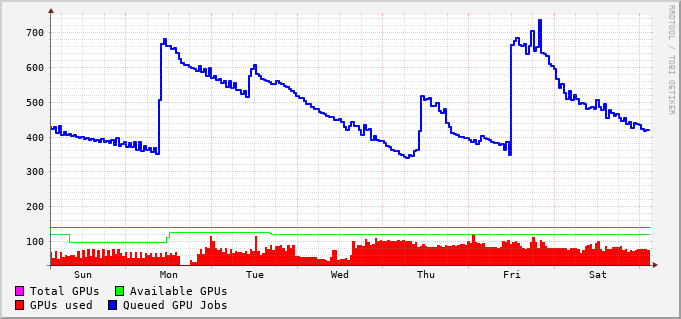 RRDTOOL / TOBI OETIKER
700
600
500
400
300
200
100
Sun Mon Tue Wed Thu Fri Sat
Total GPUs Available GPUs
GPUs used Queued GPU Jobs